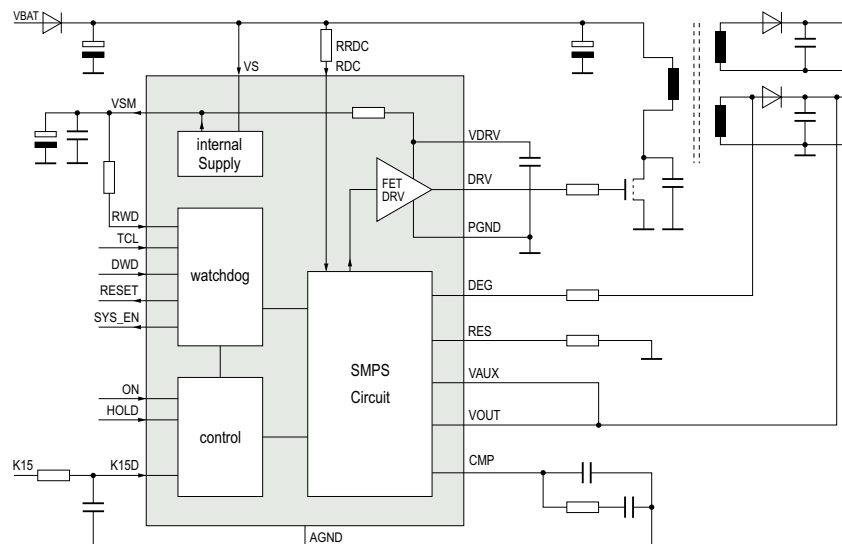 VBAT
RRDC
VS
RDC
VSM
internal
Supply
VDRV
FET
DRV
DRV
RWD
PGND
TCL
DWD
watchdog
RESET
DEG
SYS_EN
RES
SMPS
Circuit
VAUX
ON
HOLD
VOUT
control
K15
K15D
CMP
AGND